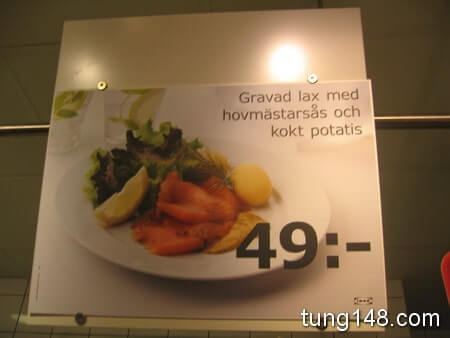 Gravad lax med
hovmästarsås och
kokt potatis
49:-
tung148.com